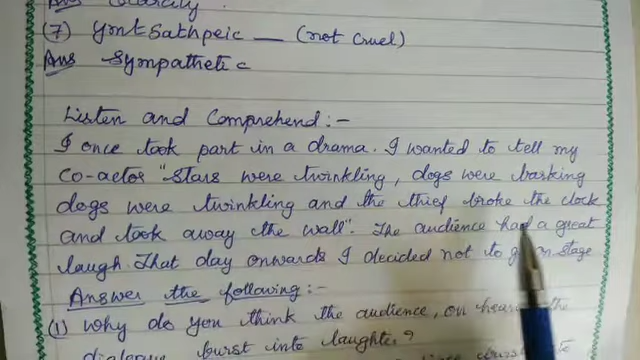 (7) ymtsathpeic — (not cruel)
Ans Sympathetic
Listen and Comprehend :-
I once took part in a drama. I wanted to tell my
co-actor "Stars were twinkling, dogs were barking
dogs were twinkling and the thief broke the clock
and took away the wall". The audience had a great
laugh. That day onwards I decided not to stage
Answer the following :-
(1) Why do you think the audience, on the
dialogue burst into laughter?